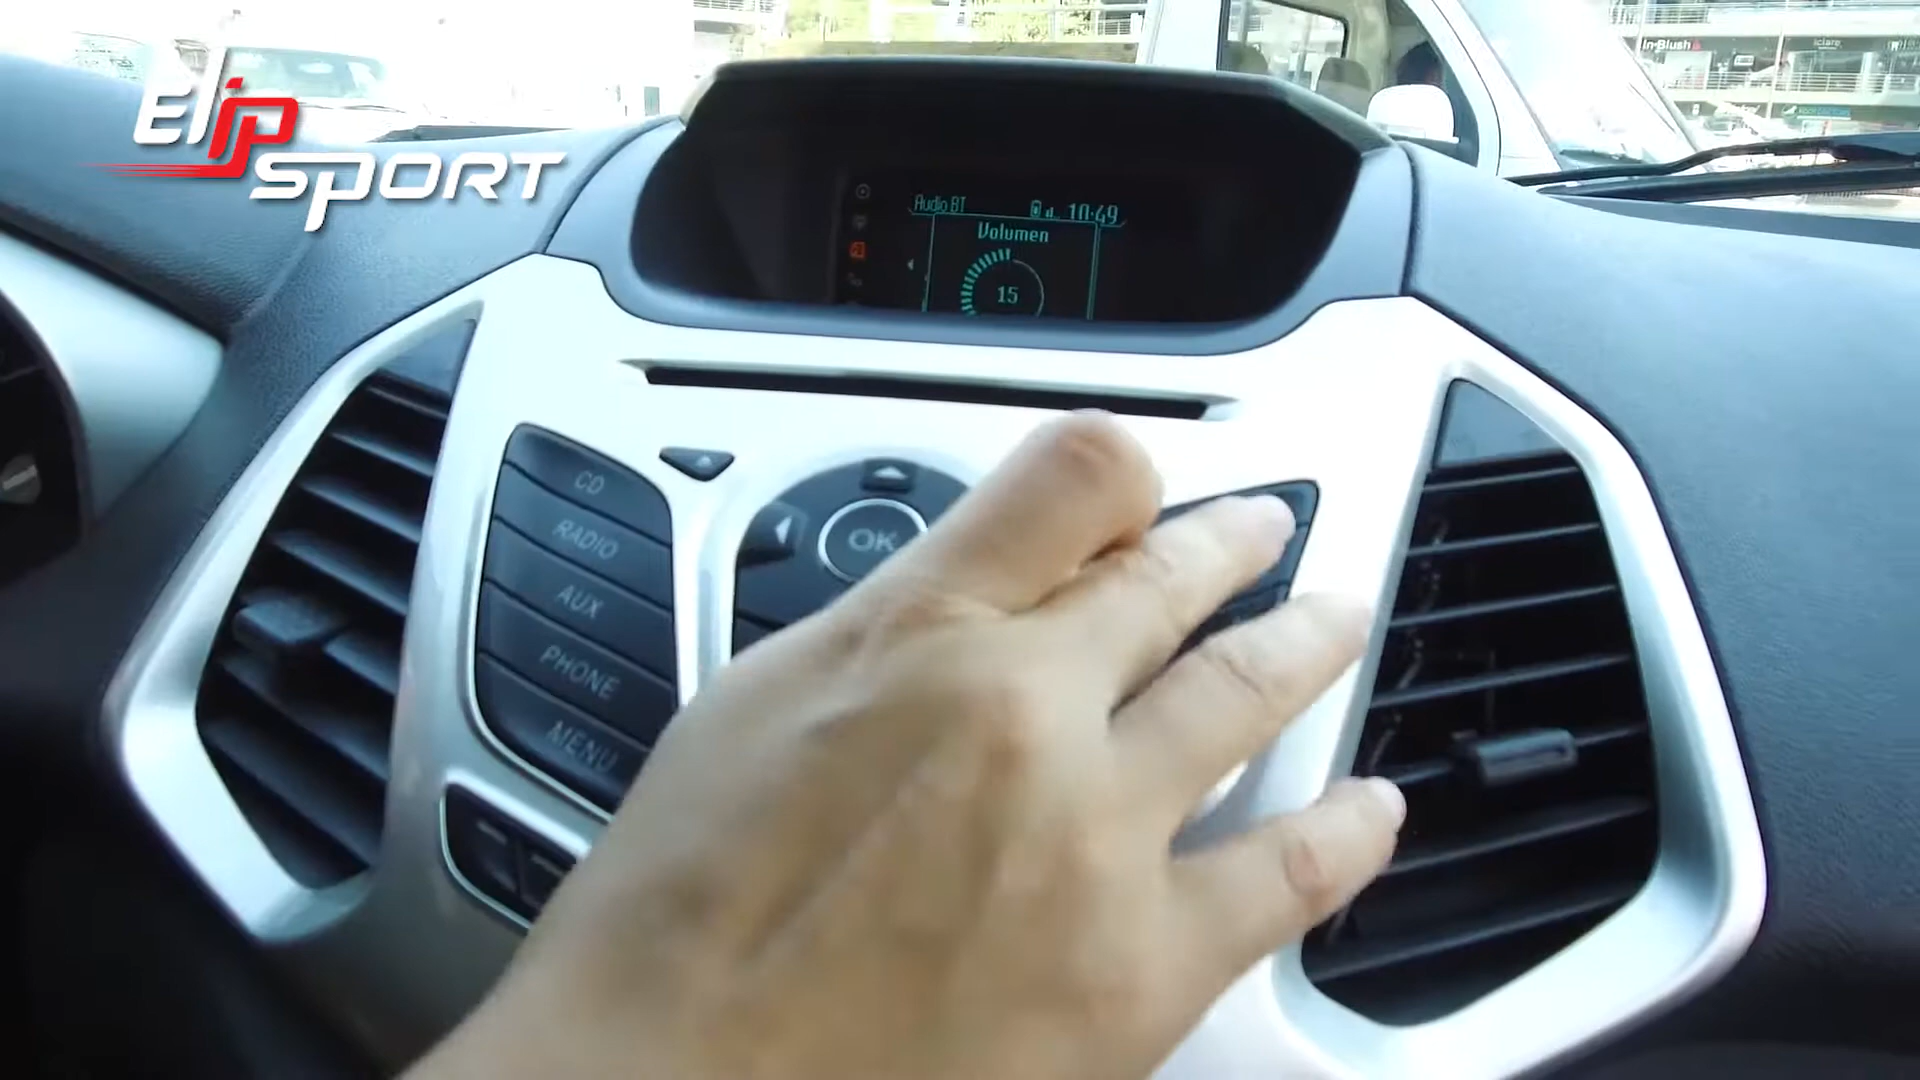 Elip
SPORT
In-Blush
Audio BT
10:49
Volumen
15
CD
RADIO
AUX
PHONE
MENU
OK